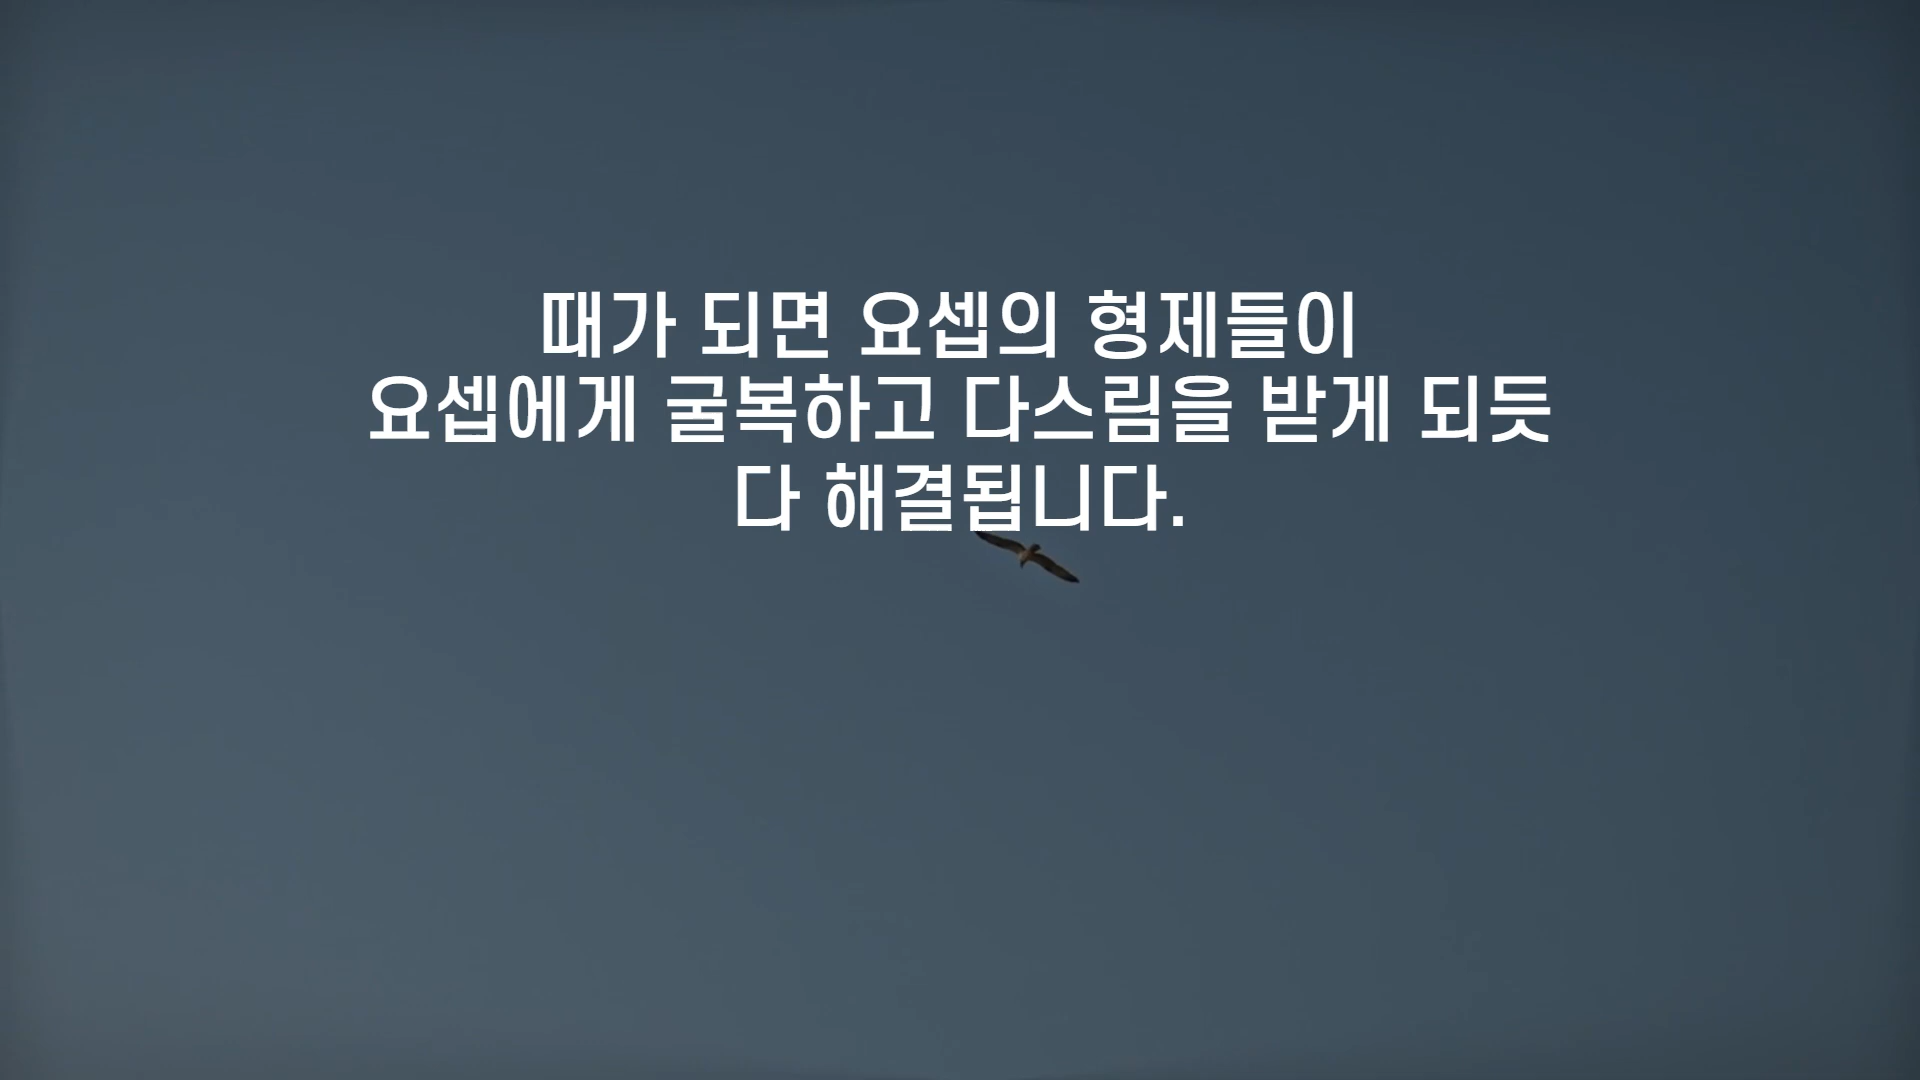 때가 되면 요셉의 형제들이
요셉에게 굴복하고 다스림을 받게 되듯
다 해결됩니다.